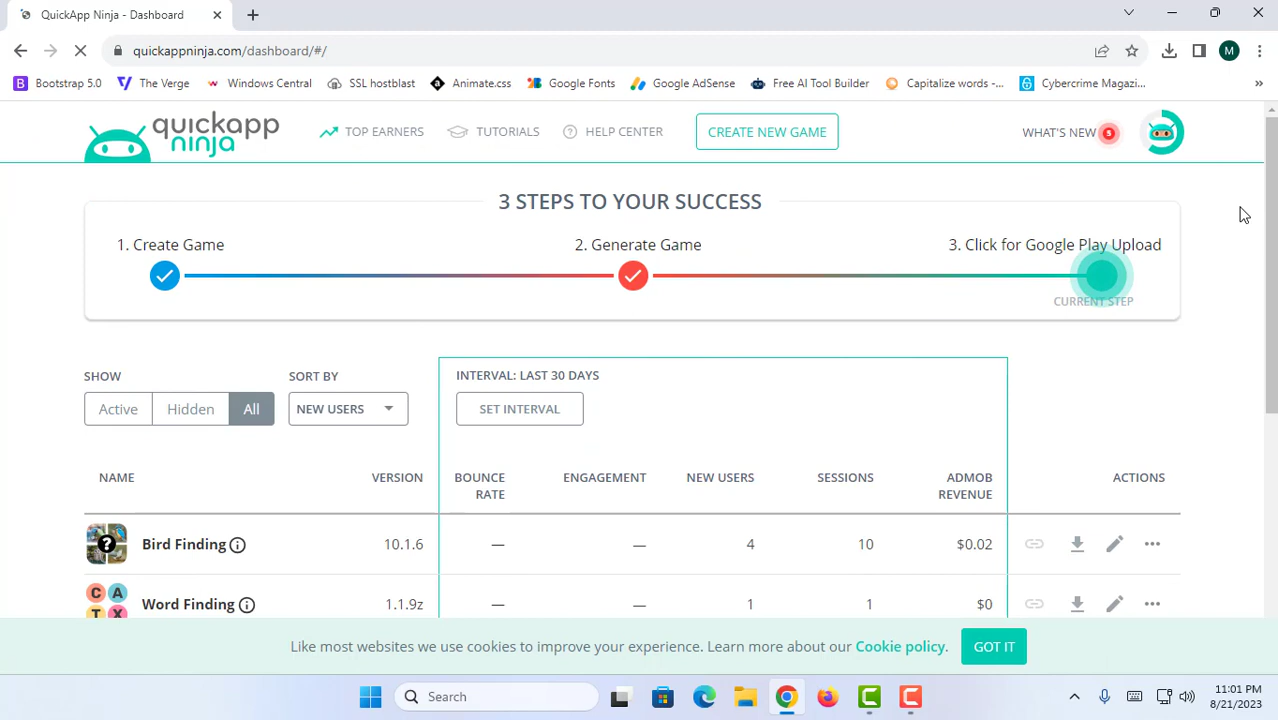 QuickApp Ninja - Dashboard
quickappninja.com/dashboard/#/
M
B Bootstrap 5.0 The Verge Windows Central SSL hostblast Animate.css Google Fonts Google AdSense Free AI Tool Builder Capitalize words -... Cybercrime Magazi... »
quickapp ninja
TOP EARNERS TUTORIALS ? HELP CENTER CREATE NEW GAME WHAT'S NEW 5
3 STEPS TO YOUR SUCCESS
1. Create Game 2. Generate Game 3. Click for Google Play Upload
CURRENT STEP
SHOW SORT BY INTERVAL: LAST 30 DAYS
Active Hidden All NEW USERS SET INTERVAL
NAME VERSION BOUNCE RATE ENGAGEMENT NEW USERS SESSIONS ADMOB REVENUE ACTIONS
? Bird Finding 10.1.6 — — 4 10 $0.02
C A T X Word Finding 1.1.9z — — 1 1 $0
Like most websites we use cookies to improve your experience. Learn more about our Cookie policy. GOT IT
Search
11:01 PM
8/21/2023